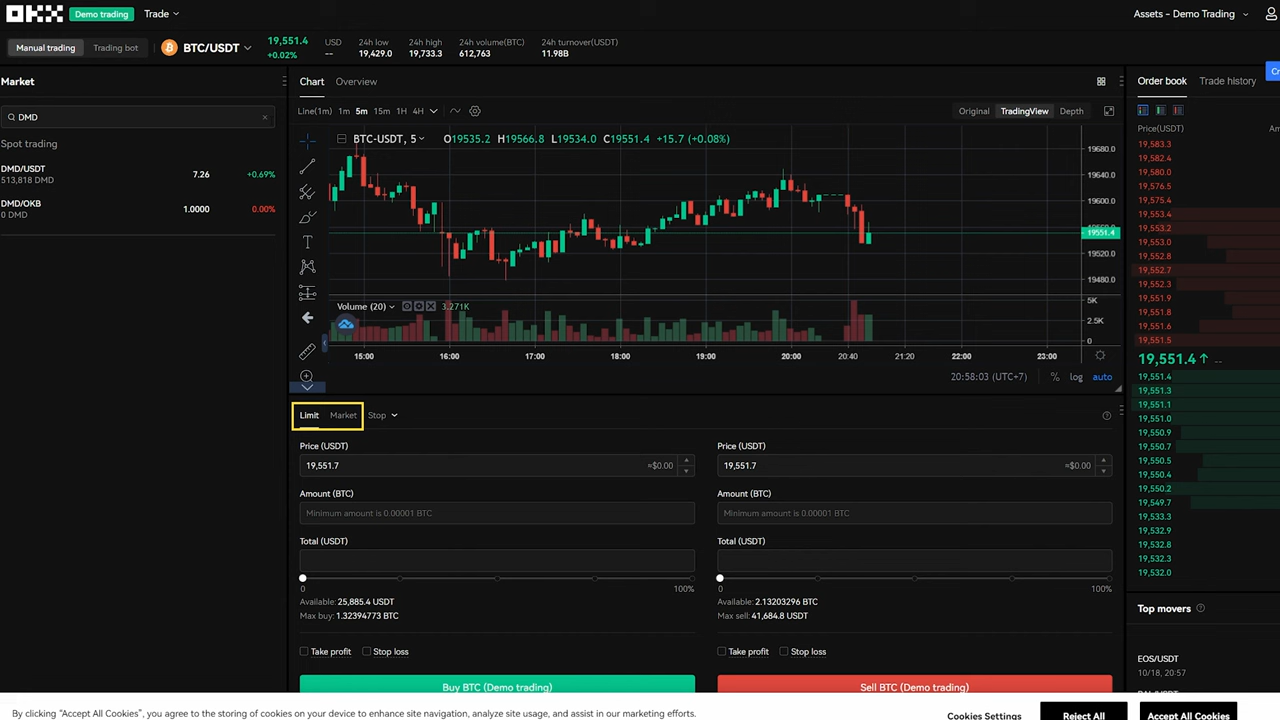 OKX Demo trading Trade Assets - Demo Trading
Manual trading Trading bot BTC/USDT 19,551.4 +0.02% USD -- 24h low 19,429.0 24h high 19,733.3 24h volume(BTC) 612,763 24h turnover(USDT) 11.98B
Market
DMD
Spot trading
DMD/USDT 7.26 +0.69%
513,818 DMD
DMD/OKB 1.0000 0.00%
0 DMD
Chart Overview
Line(1m) 1m 5m 15m 1H 4H Original TradingView Depth
BTC-USDT, 5 O19535.2 H19566.8 L19534.0 C19551.4 +15.7 (+0.08%)
19680.0
19640.0
19600.0
19551.4
19520.0
19480.0
Volume (20) 3.271K
5K
2.5K
0
15:00 16:00 17:00 18:00 19:00 20:00 20:40 21:20 22:00 23:00
20:58:03 (UTC+7) % log auto
Limit Market Stop
Price (USDT)
19,551.7 ≈$0.00
Amount (BTC)
Minimum amount is 0.00001 BTC
Total (USDT)
0 100%
Available: 25,885.4 USDT
Max buy: 1.32394773 BTC
Take profit Stop loss
Buy BTC (Demo trading)
Price (USDT)
19,551.7 ≈$0.00
Amount (BTC)
Minimum amount is 0.00001 BTC
Total (USDT)
0 100%
Available: 2.13203296 BTC
Max sell: 41,684.8 USDT
Take profit Stop loss
Sell BTC (Demo trading)
Order book Trade history
Price(USDT)
19,583.3
19,582.4
19,580.0
19,576.5
19,575.4
19,553.4
19,553.2
19,553.0
19,552.8
19,552.7
19,552.3
19,551.9
19,551.8
19,551.6
19,551.5
19,551.4↑ --
19,551.4
19,551.3
19,551.1
19,551.0
19,550.9
19,550.7
19,550.5
19,550.4
19,550.2
19,549.7
19,533.3
19,532.9
19,532.8
19,532.3
19,532.0
Top movers
EOS/USDT
10/18, 20:57
By clicking “Accept All Cookies”, you agree to the storing of cookies on your device to enhance site navigation, analyze site usage, and assist in our marketing efforts.
Cookies Settings Reject All Accept All Cookies